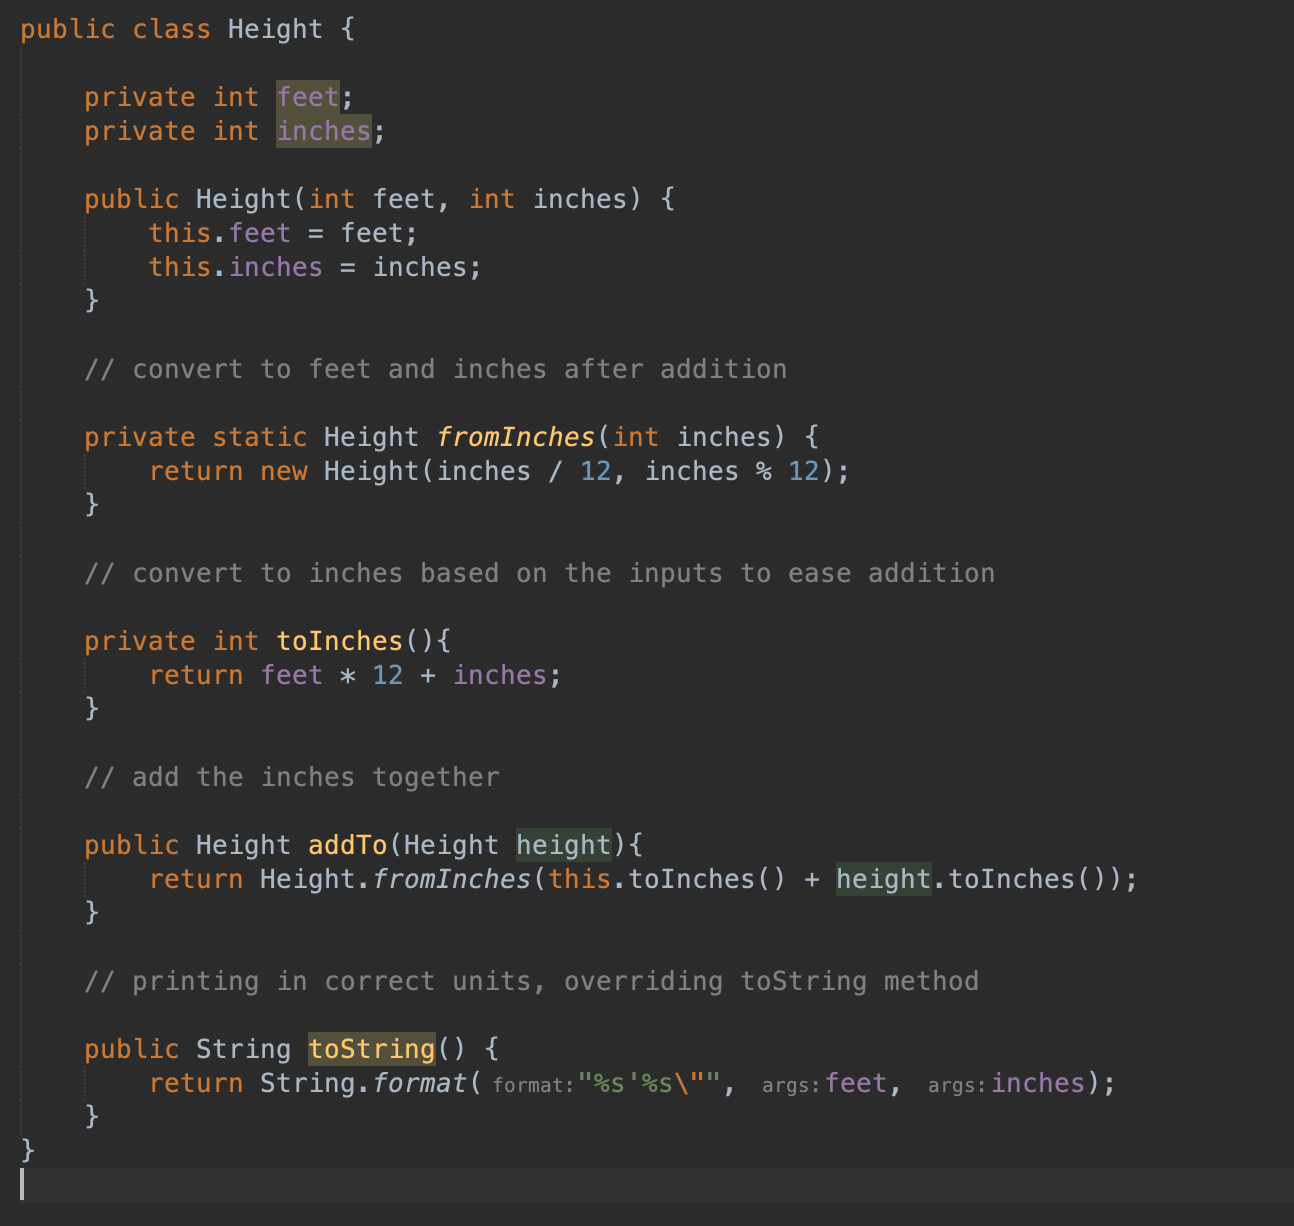 public class Height {
private int feet;
private int inches;
public Height(int feet, int inches) {
this.feet = feet;
this.inches = inches;
}
// convert to feet and inches after addition
private static Height fromInches(int inches) {
return new Height(inches / 12, inches % 12);
}
// convert to inches based on the inputs to ease addition
private int toInches(){
return feet * 12 + inches;
}
// add the inches together
public Height addTo(Height height){
return Height.fromInches(this.toInches() + height.toInches());
}
// printing in correct units, overriding toString method
public String toString() {
return String.format( format: "%s'%s\"", args: feet, args: inches);
}
}